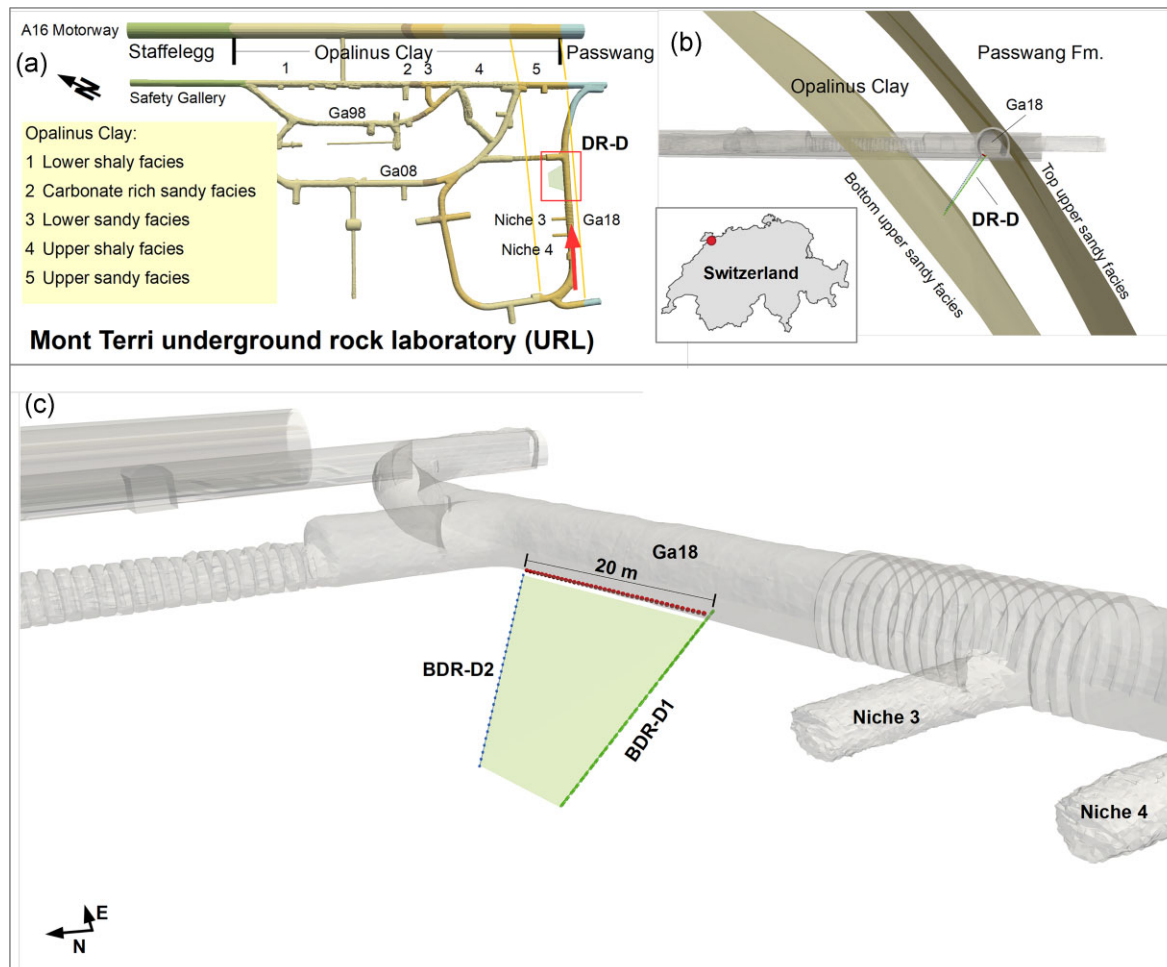 A16 Motorway
Staffelegg
Opalinus Clay
Passwang
(a)
N
1
2
3
4
5
Safety Gallery
Ga98
Ga08
DR-D
Niche 3
Ga18
Niche 4
Opalinus Clay:
1 Lower shaly facies
2 Carbonate rich sandy facies
3 Lower sandy facies
4 Upper shaly facies
5 Upper sandy facies
Mont Terri underground rock laboratory (URL)
(b)
Passwang Fm.
Opalinus Clay
Ga18
DR-D
Bottom upper sandy facies
Top upper sandy facies
Switzerland
(c)
Ga18
20 m
BDR-D2
BDR-D1
Niche 3
Niche 4
E
N